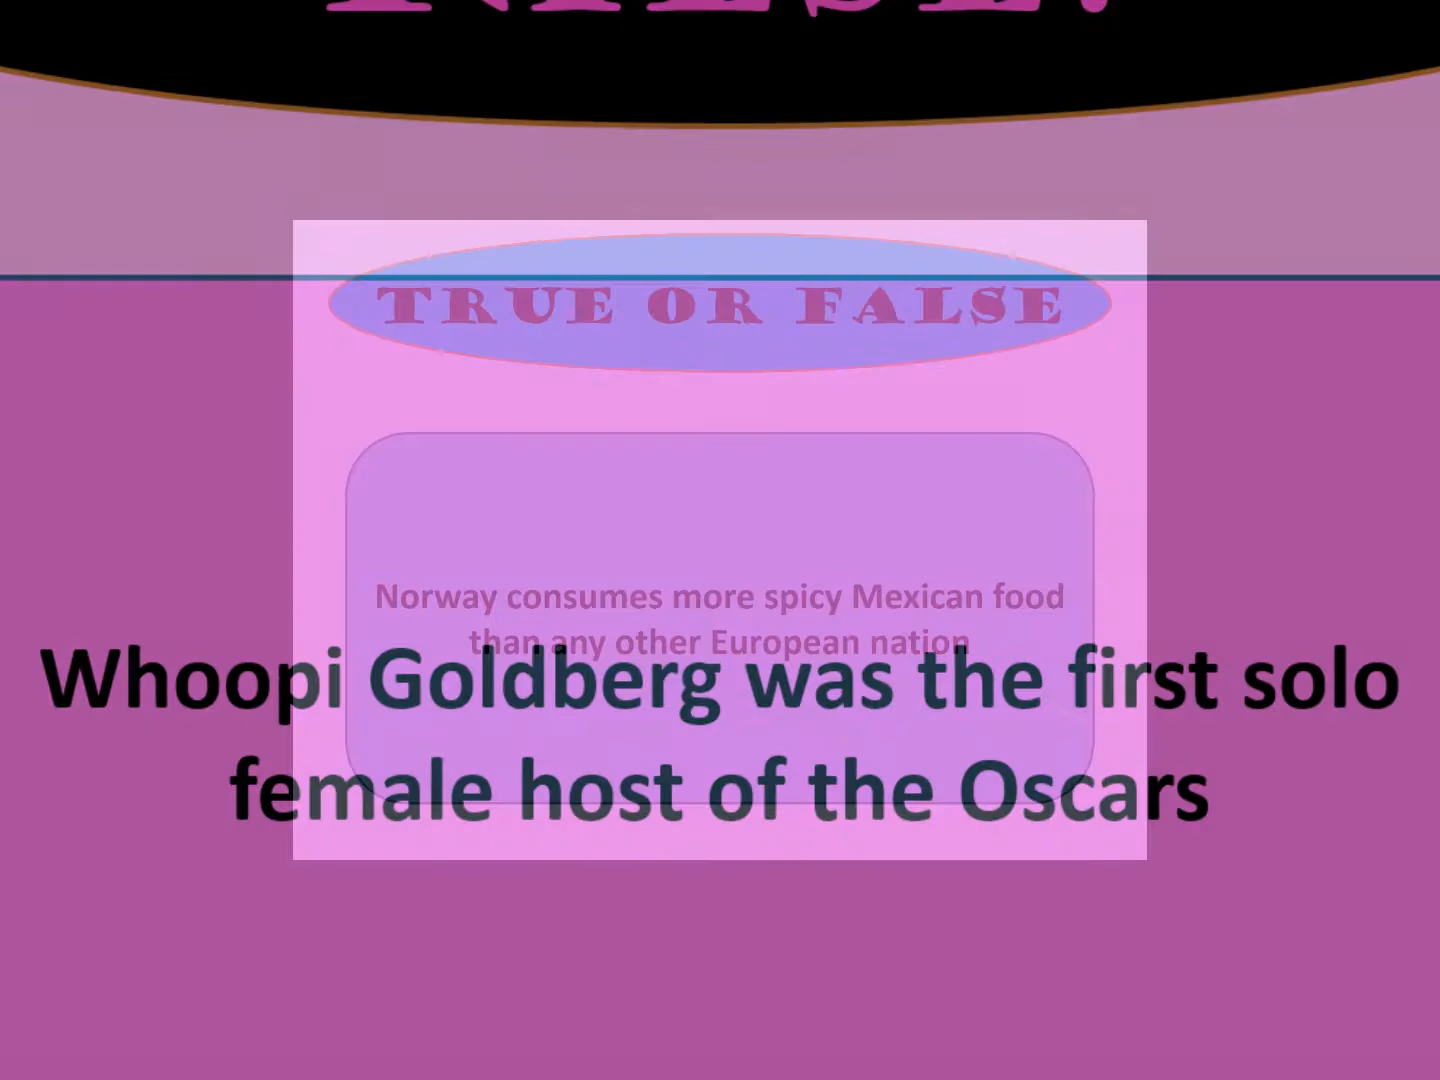 TRUE OR FALSE
Norway consumes more spicy Mexican food
than any other European nation
Whoopi Goldberg was the first solo
female host of the Oscars